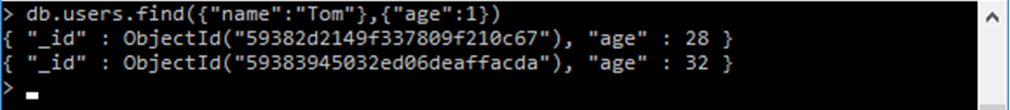 > db.users.find({"name":"Tom"},{"age":1})
{ "_id" : ObjectId("59382d2149f337809f210c67"), "age" : 28 }
{ "_id" : ObjectId("59383945032ed06deaffacda"), "age" : 32 }
>